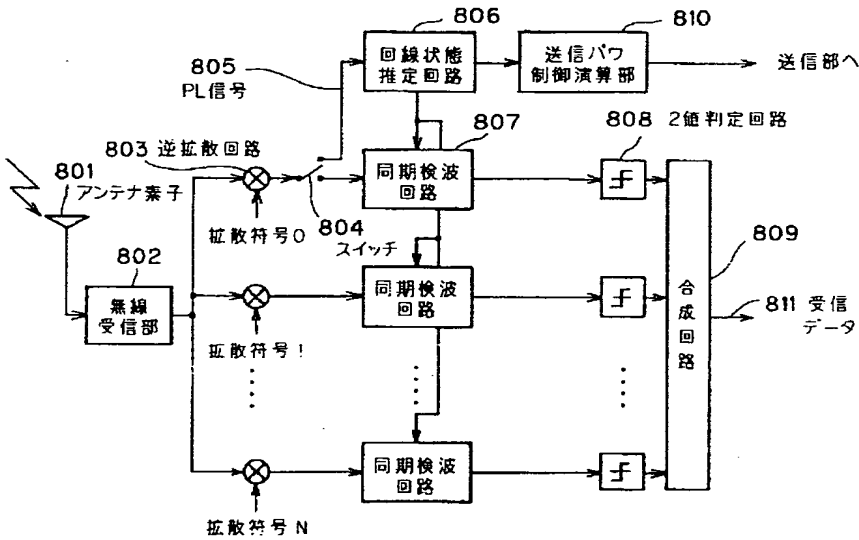 806
810
805
PL信号
回線状態
推定回路
送信パワ
制御演算部
送信部へ
807
808 2値判定回路
803 逆拡散回路
801
アンテナ素子
同期検波
回路
拡散符号0
804
スイッチ
809
802
無線
受信部
同期検波
回路
合成回路
811 受信
データ
拡散符号1
同期検波
回路
拡散符号N